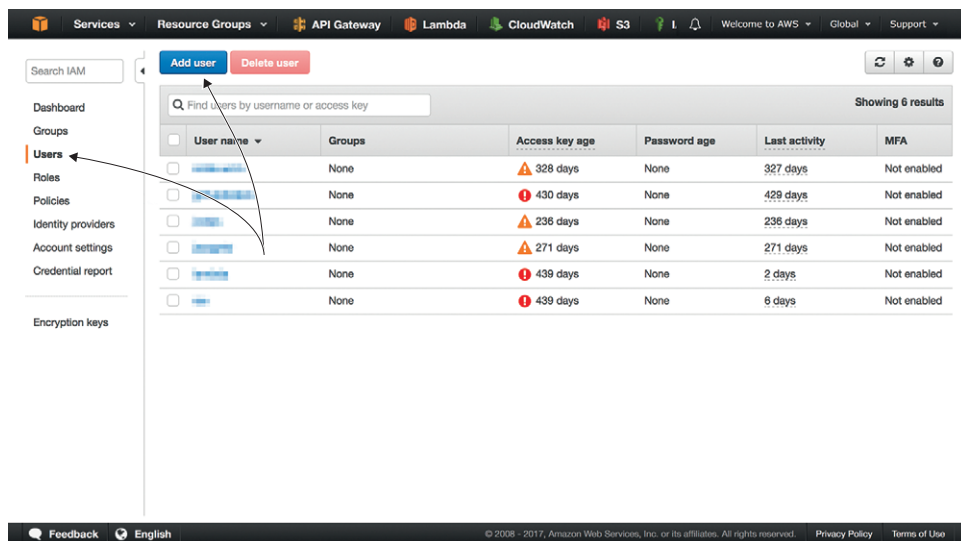 Services Resource Groups API Gateway Lambda CloudWatch S3 I. Welcome to AWS Global Support
Search IAM
Dashboard
Groups
Users
Roles
Policies
Identity providers
Account settings
Credential report
Encryption keys
Add user Delete user
Find users by username or access key Showing 6 results
User name Groups Access key age Password age Last activity MFA
None 328 days None 327 days Not enabled
None 430 days None 429 days Not enabled
None 236 days None 236 days Not enabled
None 271 days None 271 days Not enabled
None 439 days None 2 days Not enabled
None 439 days None 6 days Not enabled
Feedback English © 2008 - 2017, Amazon Web Services, Inc. or its affiliates. All rights reserved. Privacy Policy Terms of Use